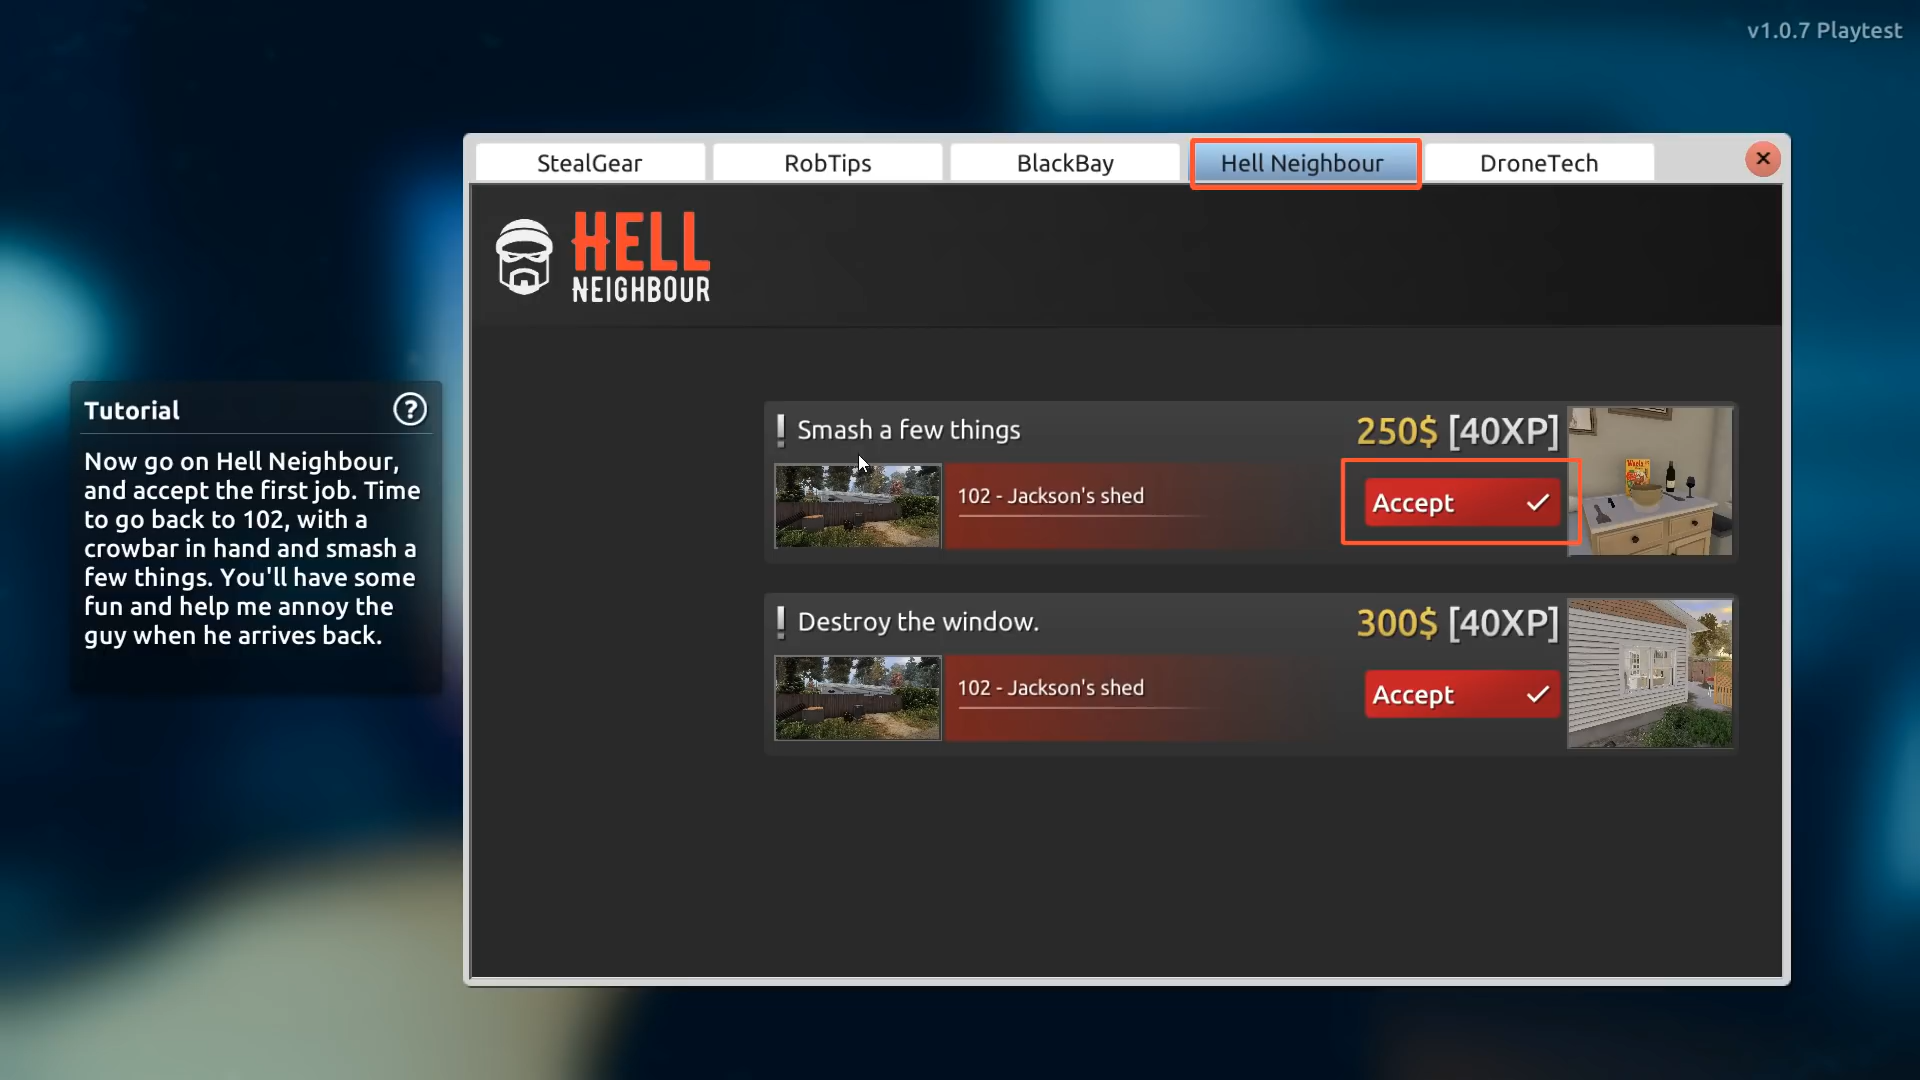 v1.0.7 Playtest
StealGear
RobTips
BlackBay
Hell Neighbour
DroneTech
HELL
NEIGHBOUR
Tutorial
?
Now go on Hell Neighbour,
and accept the first job. Time
to go back to 102, with a
crowbar in hand and smash a
few things. You'll have some
fun and help me annoy the
guy when he arrives back.
! Smash a few things
250$ [40XP]
102 - Jackson's shed
Accept
! Destroy the window.
300$ [40XP]
102 - Jackson's shed
Accept